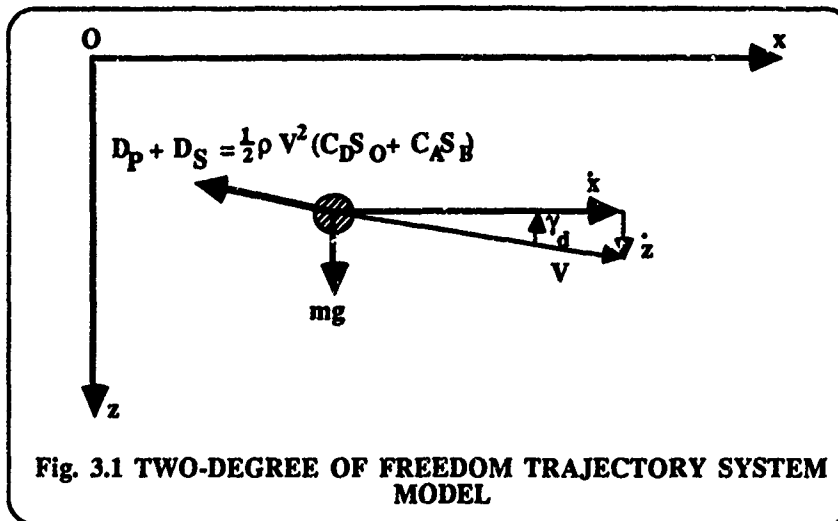 O
x
D_P + D_S = ½ρ V² (C_D S_O + C_A S_B)
ẋ
γ_d
ż
V
mg
z
Fig. 3.1 TWO-DEGREE OF FREEDOM TRAJECTORY SYSTEM
MODEL